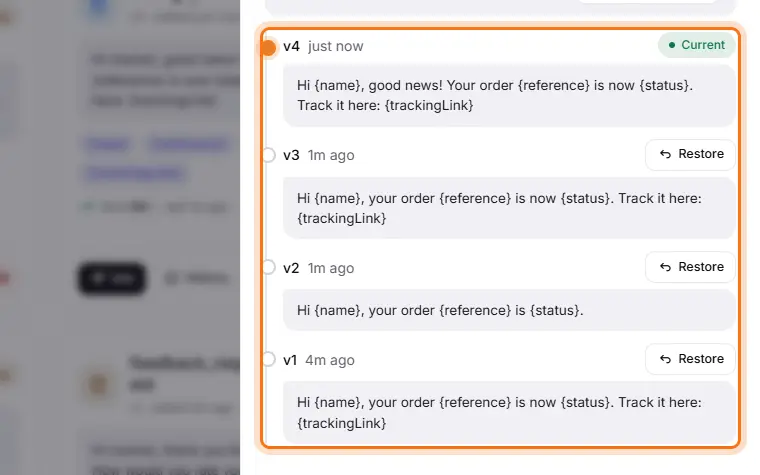 v4 just now Current
Hi {name}, good news! Your order {reference} is now {status}.
Track it here: {trackingLink}
v3 1m ago Restore
Hi {name}, your order {reference} is now {status}. Track it here:
{trackingLink}
v2 1m ago Restore
Hi {name}, your order {reference} is {status}.
v1 4m ago Restore
Hi {name}, your order {reference} is now {status}. Track it here:
{trackingLink}